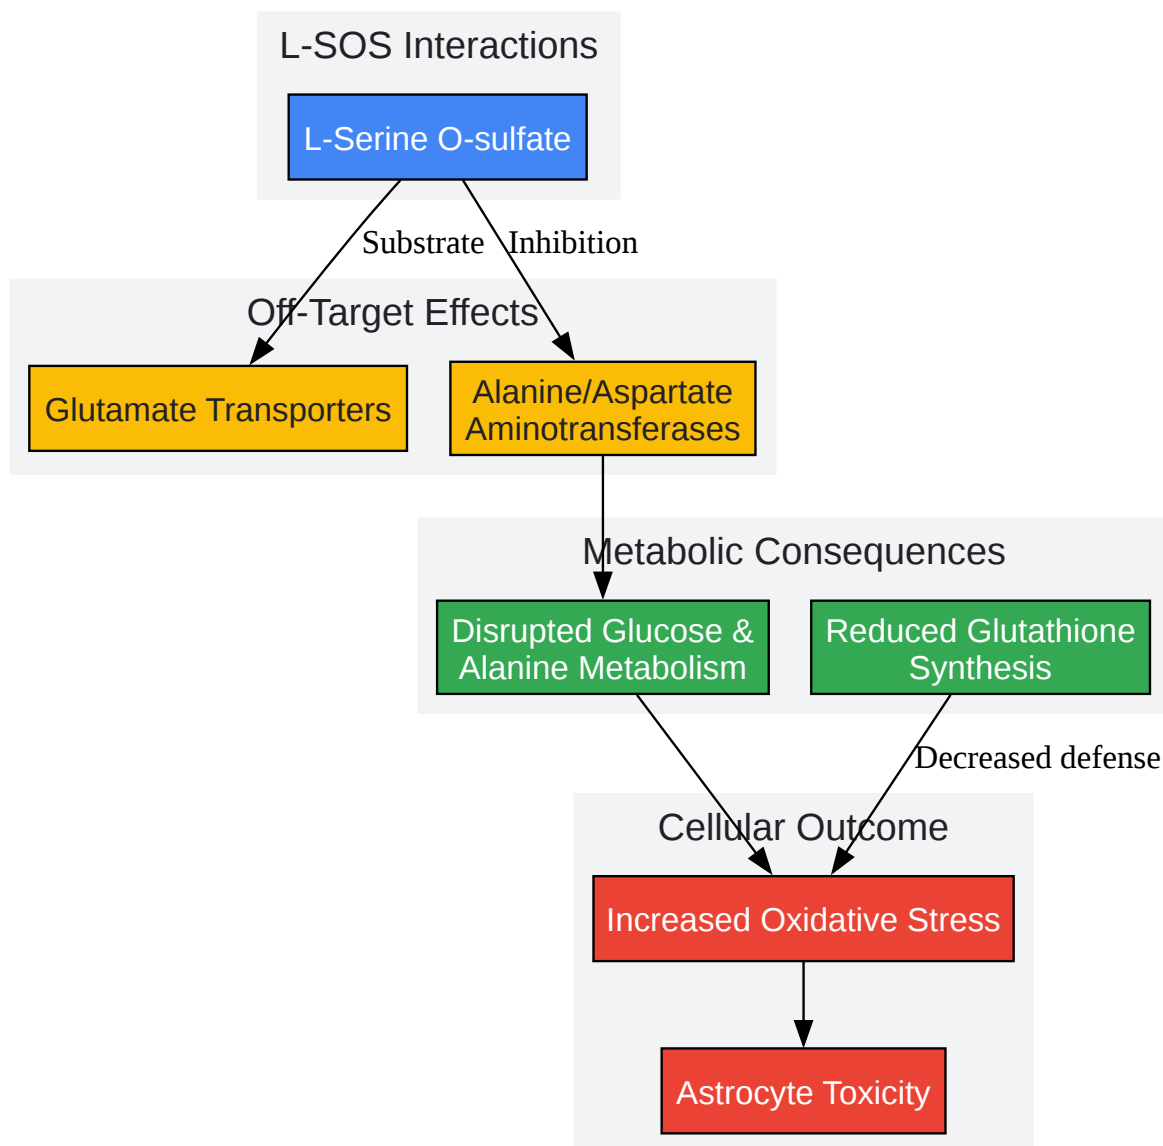 L-SOS Interactions
L-Serine O-sulfate
Substrate
Inhibition
Off-Target Effects
Glutamate Transporters
Alanine/Aspartate
Aminotransferases
Metabolic Consequences
Disrupted Glucose &
Alanine Metabolism
Reduced Glutathione
Synthesis
Decreased defense
Cellular Outcome
Increased Oxidative Stress
Astrocyte Toxicity